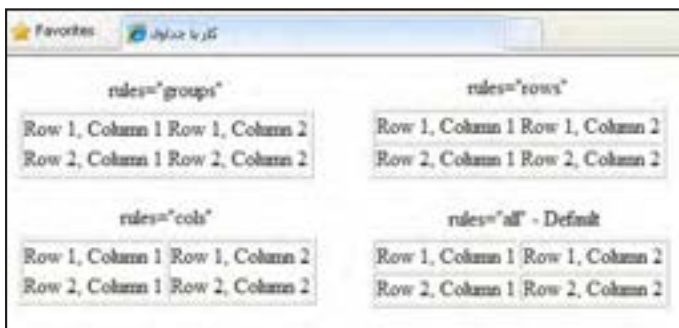 Favorites کار با جداول
rules="groups"
Row 1, Column 1 Row 1, Column 2
Row 2, Column 1 Row 2, Column 2
rules="rows"
Row 1, Column 1 Row 1, Column 2
Row 2, Column 1 Row 2, Column 2
rules="cols"
Row 1, Column 1 Row 1, Column 2
Row 2, Column 1 Row 2, Column 2
rules="all" - Default
Row 1, Column 1 Row 1, Column 2
Row 2, Column 1 Row 2, Column 2